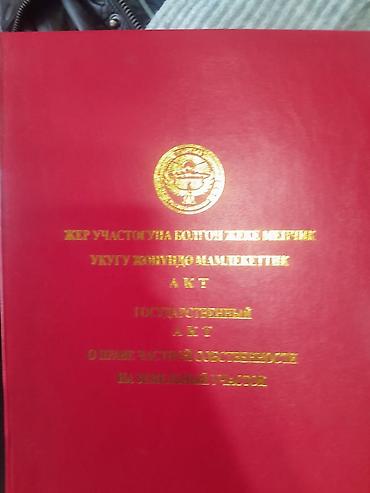 ЖЕР УЧАСТОГУНА БОЛГОН ЖЕКЕ МЕНЧИК
УКУГУ ЖӨНҮНДӨ МАМЛЕКЕТТИК
А К Т
ГОСУДАРСТВЕННЫЙ
А К Т
О ПРАВЕ ЧАСТНОЙ СОБСТВЕННОСТИ
НА ЗЕМЕЛЬНЫЙ УЧАСТОК